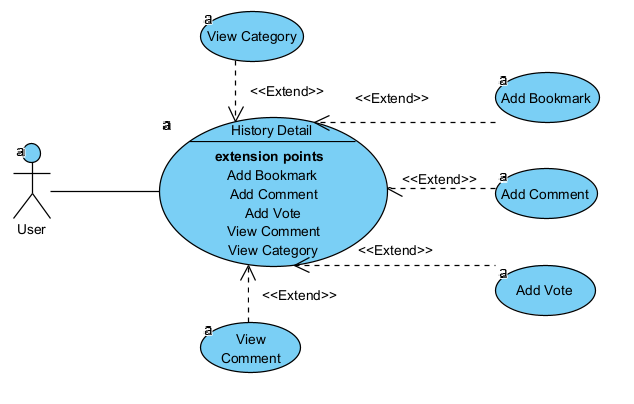 a
View Category
<<Extend>>
<<Extend>>
a
Add Bookmark
a
History Detail
extension points
Add Bookmark
Add Comment
Add Vote
View Comment
View Category
a
User
<<Extend>>
a
Add Comment
<<Extend>>
a
Add Vote
<<Extend>>
a
View
Comment